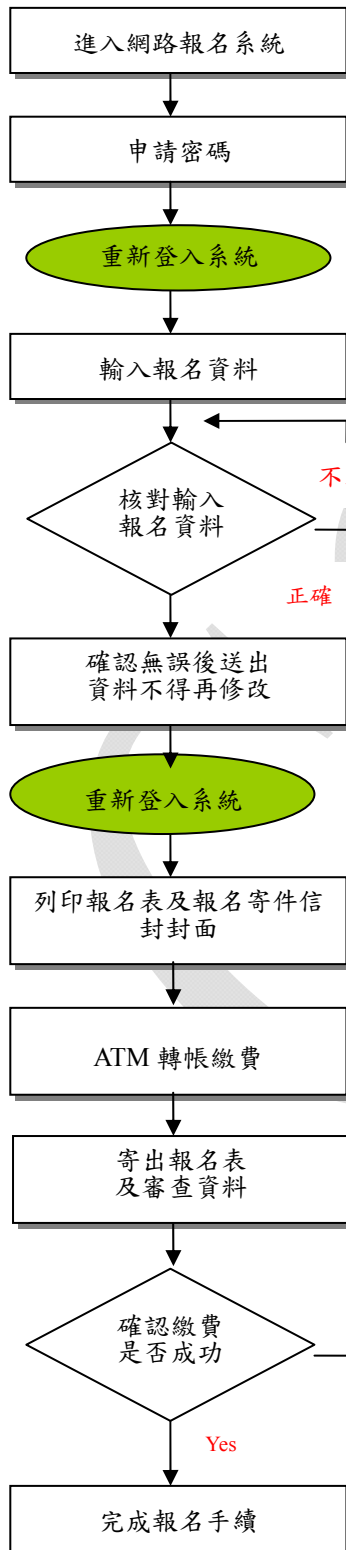 進入網路報名系統
申請密碼
重新登入系統
輸入報名資料
核對輸入
報名資料
不
正確
確認無誤後送出
資料不得再修改
重新登入系統
列印報名表及報名寄件信
封封面
ATM 轉帳繳費
寄出報名表
及審查資料
確認繳費
是否成功
Yes
完成報名手續